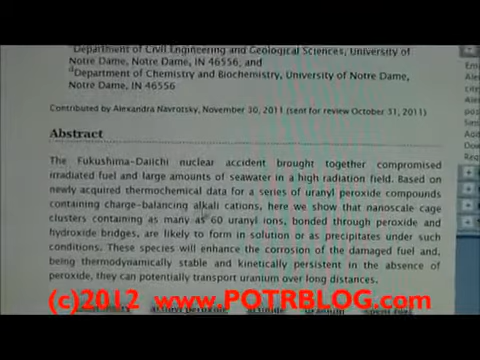 Department of Civil Engineering and Geological Sciences, University of
Notre Dame, Notre Dame, IN 46556; and
Department of Chemistry and Biochemistry, University of Notre Dame,
Notre Dame, IN 46556
Contributed by Alexandra Navrotsky, November 30, 2011 (sent for review October 31, 2011)
Abstract
The Fukushima-Daiichi nuclear accident brought together compromised
irradiated fuel and large amounts of seawater in a high radiation field. Based on
newly acquired thermochemical data for a series of uranyl peroxide compounds
containing charge-balancing alkali cations, here we show that nanoscale cage
clusters containing as many as 60 uranyl ions, bonded through peroxide and
hydroxide bridges, are likely to form in solution or as precipitates under such
conditions. These species will enhance the corrosion of the damaged fuel and,
being thermodynamically stable and kinetically persistent in the absence of
peroxide, they can potentially transport uranium over long distances.
(c)2012 www.POTRBLOG.com